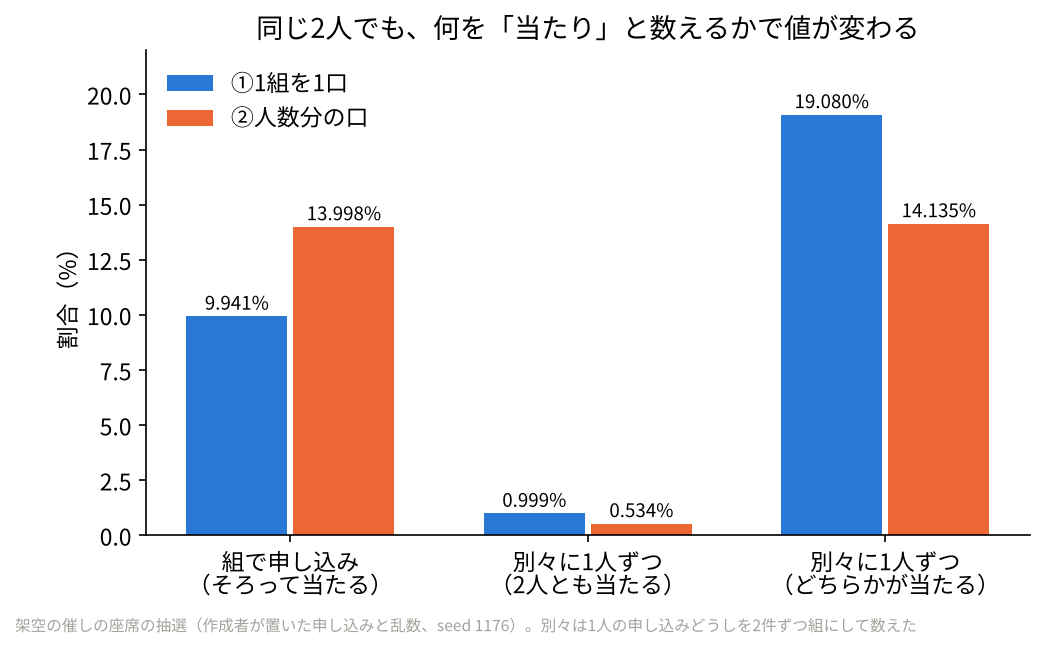 同じ2人でも、何を「当たり」と数えるかで値が変わる
①1組を1口
②人数分の口
割合（%）
20.0
17.5
15.0
12.5
10.0
7.5
5.0
2.5
0.0
9.941%
13.998%
0.999%
0.534%
19.080%
14.135%
組で申し込み
（そろって当たる）
別々に1人ずつ
（2人とも当たる）
別々に1人ずつ
（どちらかが当たる）
架空の催しの座席の抽選（作成者が置いた申し込みと乱数、seed 1176）。別々は1人の申し込みどうしを2件ずつ組にして数えた